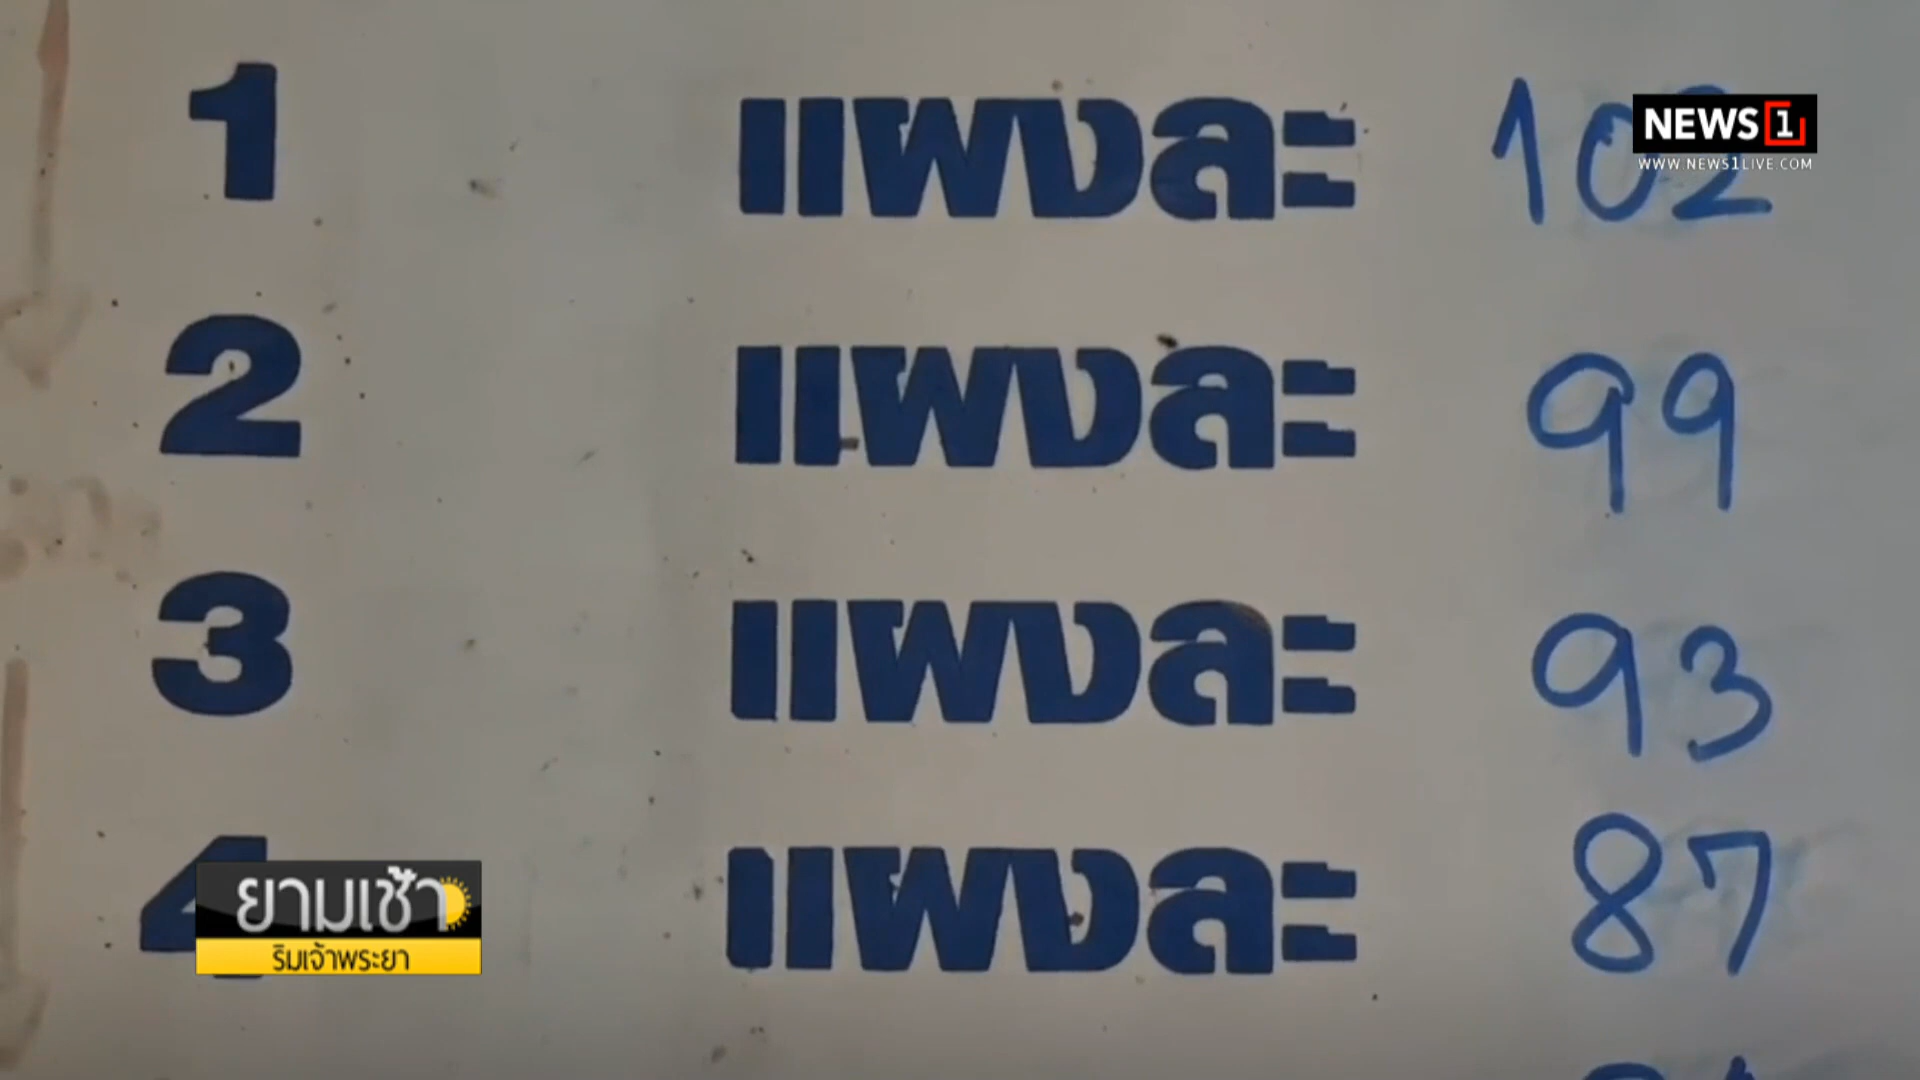 1 แผงละ 102
NEWS 1
WWW.NEWS1LIVE.COM
2 แผงละ 99
3 แผงละ 93
4 แผงละ 87
ยามเช้า
ริมเจ้าพระยา